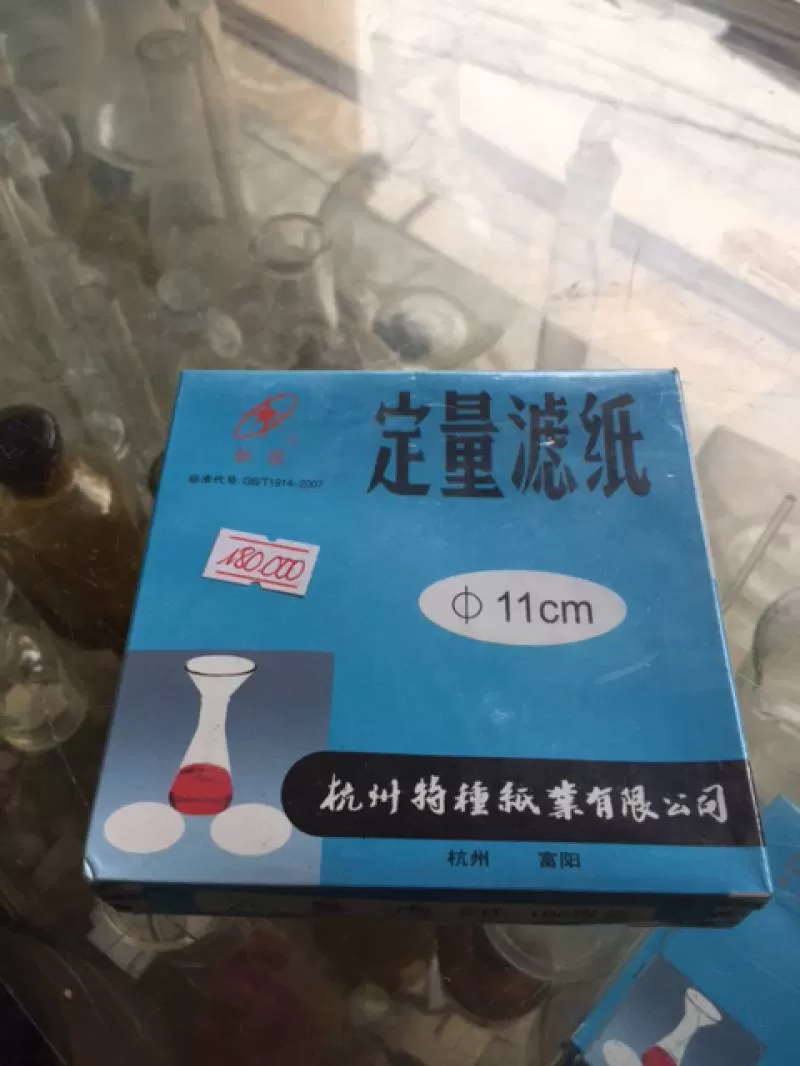 定量滤纸
标准代号: GB/T1914-2007
180.000
Φ 11cm
杭州特種紙業有限公司
杭州 富阳